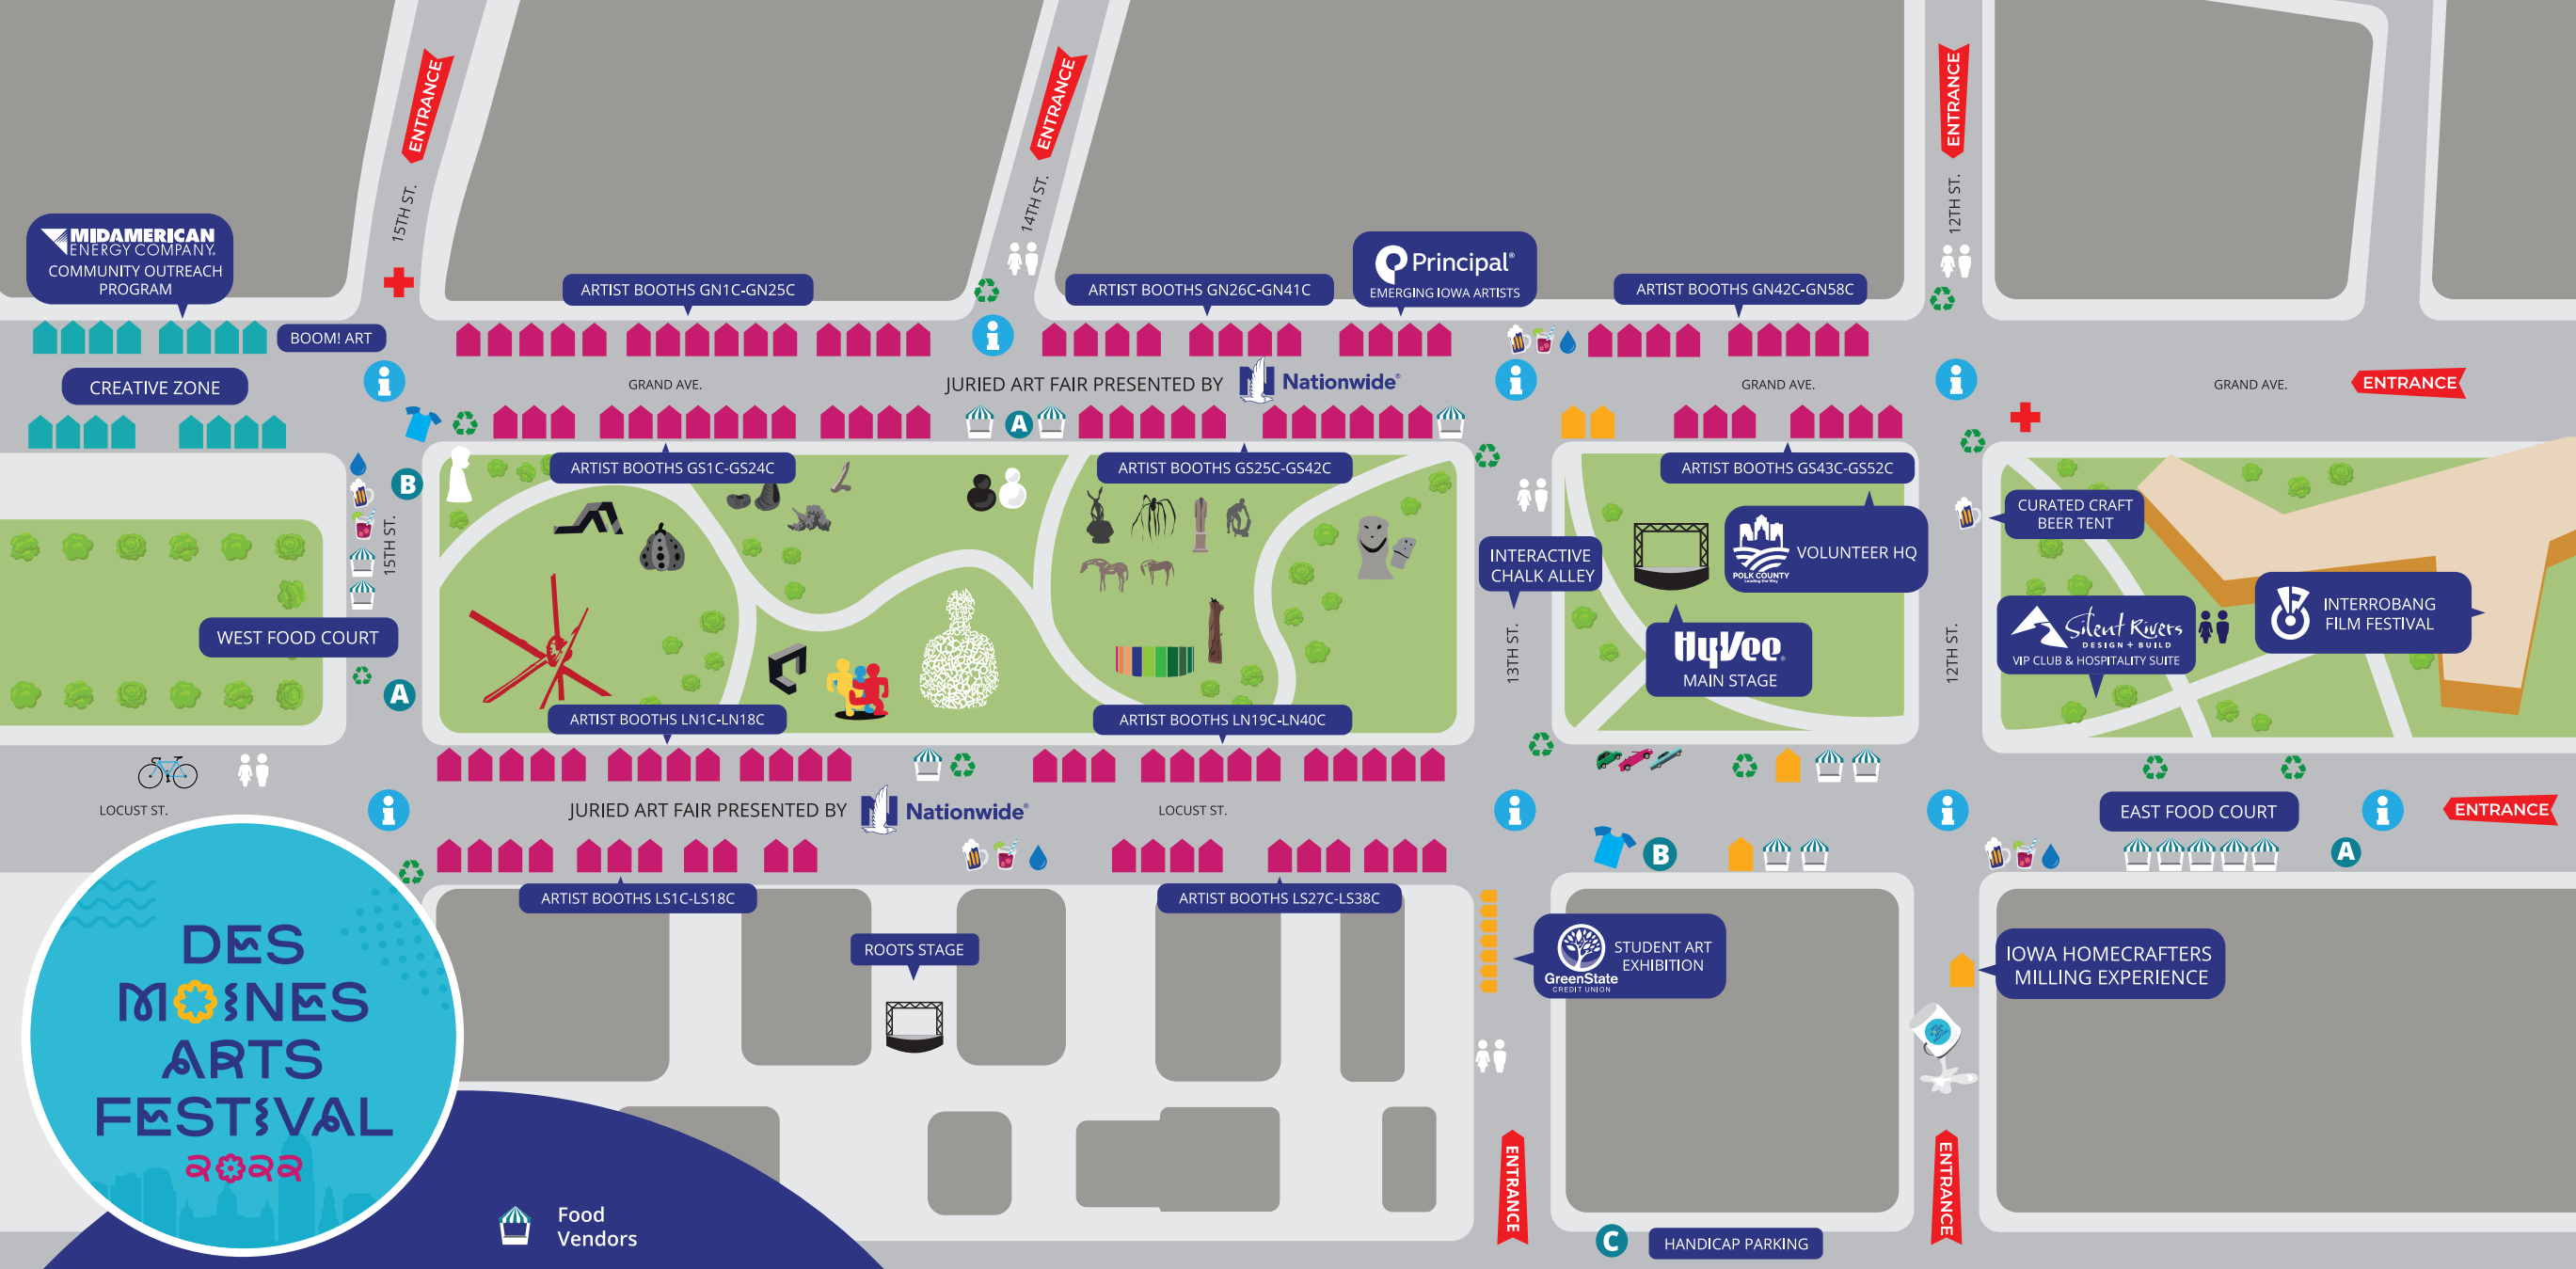 ENTRANCE
ENTRANCE
ENTRANCE
15TH ST.
14TH ST.
12TH ST.
MIDAMERICAN
ENERGY COMPANY.
COMMUNITY OUTREACH
PROGRAM
ARTIST BOOTHS GN1C-GN25C
ARTIST BOOTHS GN26C-GN41C
Principal®
EMERGING IOWA ARTISTS
ARTIST BOOTHS GN42C-GN58C
BOOM! ART
CREATIVE ZONE
GRAND AVE.
JURIED ART FAIR PRESENTED BY
Nationwide®
GRAND AVE.
GRAND AVE.
ENTRANCE
A
ARTIST BOOTHS GS1C-GS24C
ARTIST BOOTHS GS25C-GS42C
ARTIST BOOTHS GS43C-GS52C
B
15TH ST.
CURATED CRAFT
BEER TENT
INTERACTIVE
CHALK ALLEY
POLK COUNTY
VOLUNTEER HQ
WEST FOOD COURT
13TH ST.
HyVee
MAIN STAGE
12TH ST.
Silent Rivers
DESIGN + BUILD
VIP CLUB & HOSPITALITY SUITE
INTERROBANG
FILM FESTIVAL
A
ARTIST BOOTHS LN1C-LN18C
ARTIST BOOTHS LN19C-LN40C
LOCUST ST.
JURIED ART FAIR PRESENTED BY
Nationwide®
LOCUST ST.
EAST FOOD COURT
ENTRANCE
B
A
ARTIST BOOTHS LS1C-LS18C
ARTIST BOOTHS LS27C-LS38C
ROOTS STAGE
GreenState
CREDIT UNION
STUDENT ART
EXHIBITION
IOWA HOMECRAFTERS
MILLING EXPERIENCE
DES
MOINES
ARTS
FESTIVAL
2022
ENTRANCE
ENTRANCE
Food
Vendors
C
HANDICAP PARKING